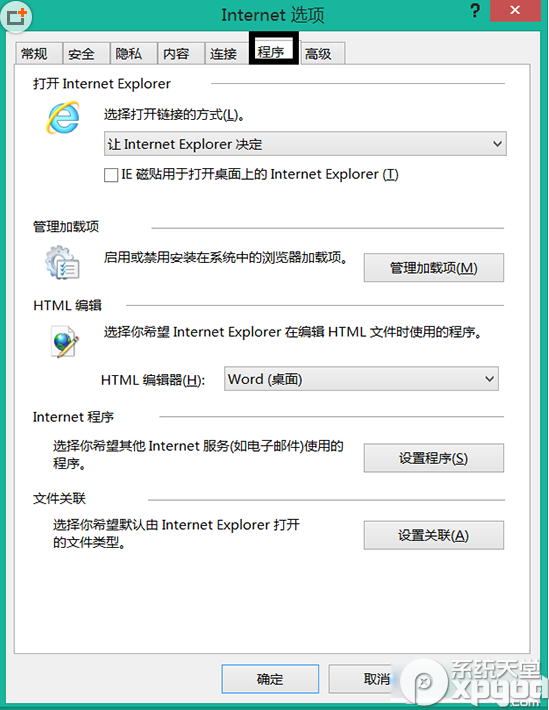 Internet 选项
?
常规 安全 隐私 内容 连接 程序 高级
打开 Internet Explorer
选择打开链接的方式(L)。
让 Internet Explorer 决定
IE 磁贴用于打开桌面上的 Internet Explorer (T)
管理加载项
启用或禁用安装在系统中的浏览器加载项。
管理加载项(M)
HTML 编辑
选择你希望 Internet Explorer 在编辑 HTML 文件时使用的程序。
HTML 编辑器(H):
Word (桌面)
Internet 程序
选择你希望其他 Internet 服务(如电子邮件)使用的
程序。
设置程序(S)
文件关联
选择你希望默认由 Internet Explorer 打开
的文件类型。
设置关联(A)
确定
取消
系统天堂